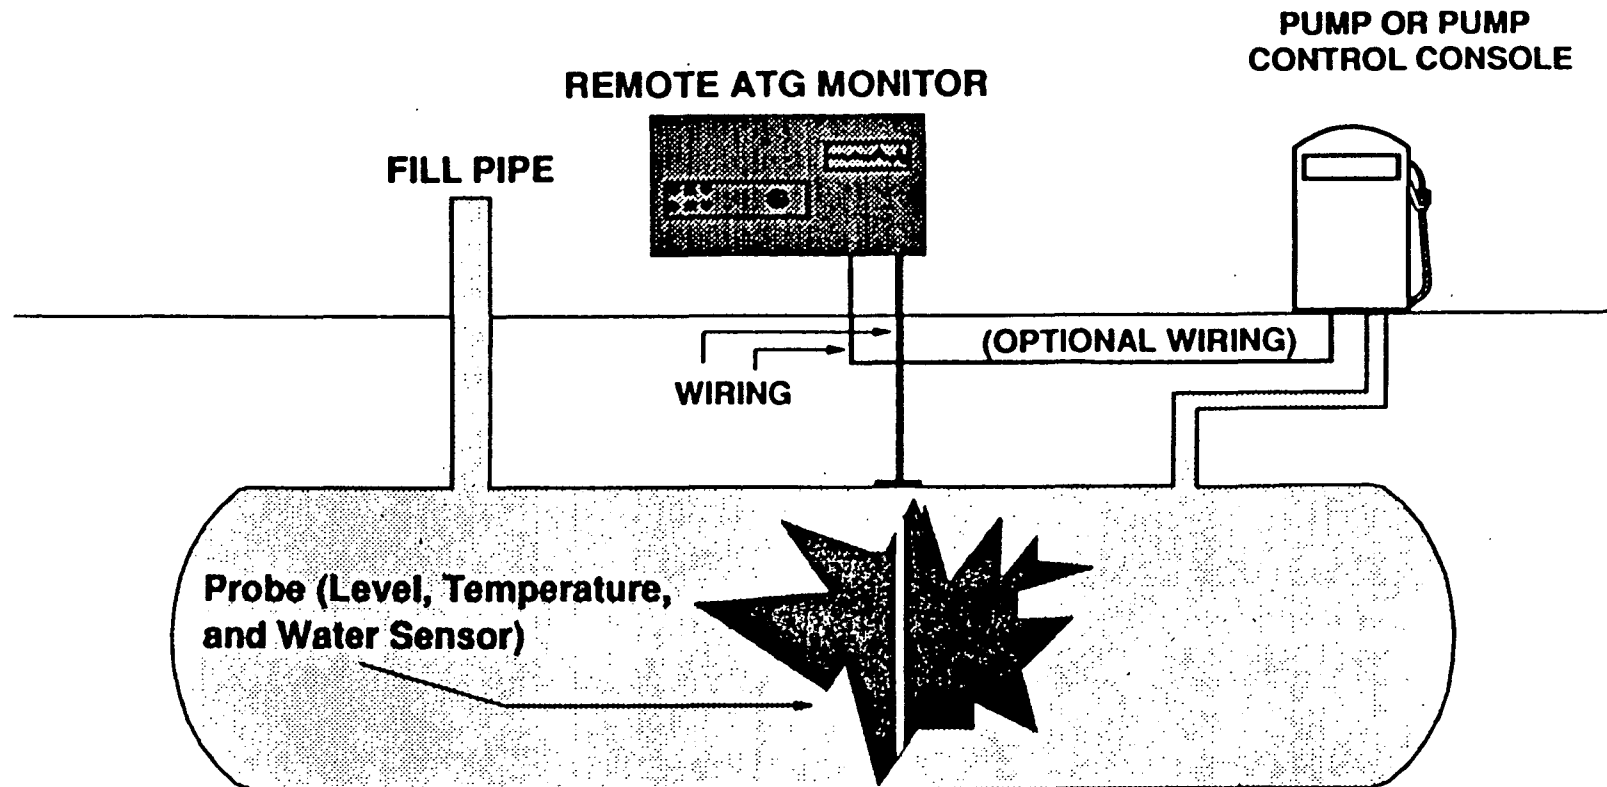 PUMP OR PUMP
CONTROL CONSOLE
REMOTE ATG MONITOR
FILL PIPE
(OPTIONAL WIRING)
WIRING
Probe (Level, Temperature,
and Water Sensor)